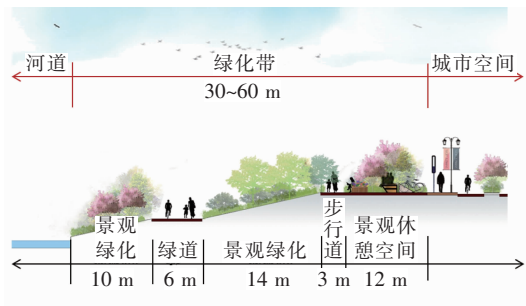 河道
绿化带
城市空间
30~60 m
景观
绿化
绿道
景观绿化
步
行
道
景观休
憩空间
10 m
6 m
14 m
3 m
12 m